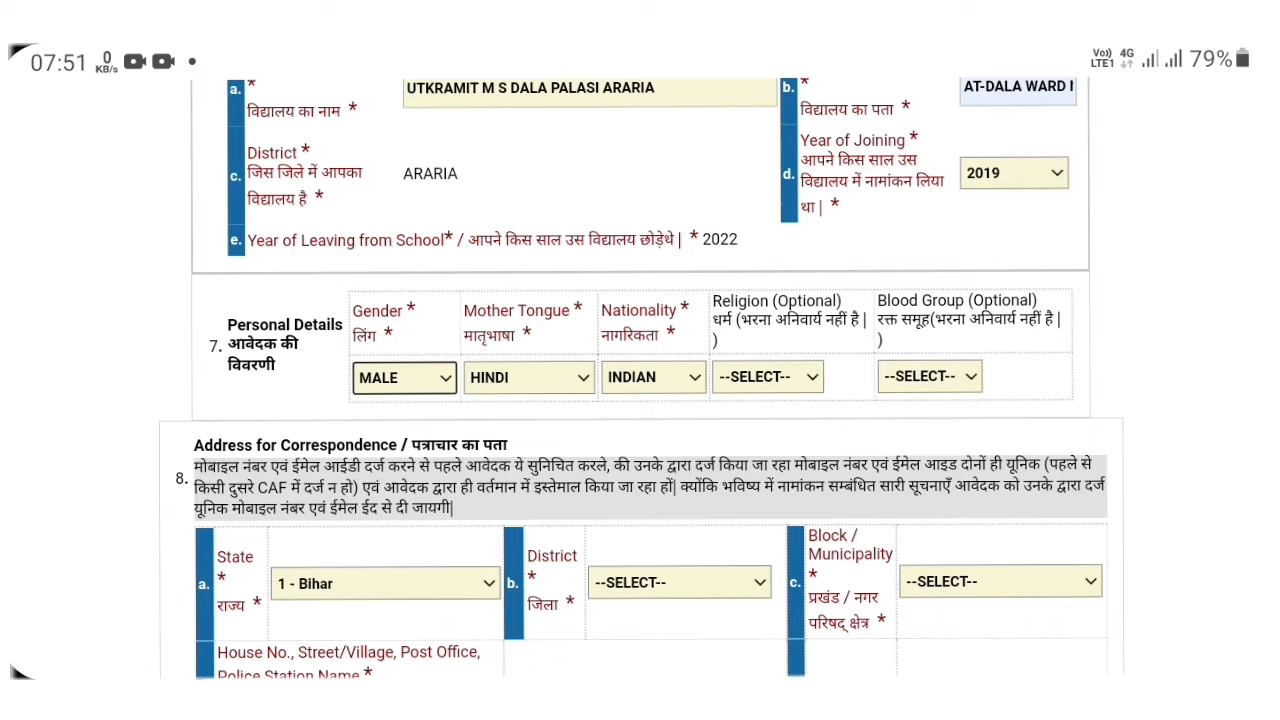 07:51 0 KB/s Vo)) LTE1 4G 79%
a. * UTKRAMIT M S DALA PALASI ARARIA b. * AT-DALA WARD
विद्यालय का नाम * विद्यालय का पता *
Year of Joining *
District * आपने किस साल उस
c. जिस जिले में आपका ARARIA d. विद्यालय में नामांकन लिया 2019
विद्यालय है * था| *
e. Year of Leaving from School* / आपने किस साल उस विद्यालय छोड़ेथे| * 2022
Gender * Mother Tongue * Nationality * Religion (Optional) Blood Group (Optional)
लिंग * मातृभाषा * नागरिकता * धर्म (भरना अनिवार्य नहीं है | रक्त समूह(भरना अनिवार्य नहीं है |
) )
7. Personal Details
आवेदक की
विवरणी
MALE HINDI INDIAN --SELECT-- --SELECT--
Address for Correspondence / पत्राचार का पता
8. मोबाइल नंबर एवं ईमेल आईडी दर्ज करने से पहले आवेदक ये सुनिचित करले, की उनके द्वारा दर्ज किया जा रहा मोबाइल नंबर एवं ईमेल आइड दोनों ही यूनिक (पहले से
किसी दुसरे CAF में दर्ज न हो) एवं आवेदक द्वारा ही वर्तमान में इस्तेमाल किया जा रहा हों| क्योंकि भविष्य में नामांकन सम्बंधित सारी सूचनाएँ आवेदक को उनके द्वारा दर्ज
यूनिक मोबाइल नंबर एवं ईमेल ईद से दी जायगी|
a. State * राज्य * 1 - Bihar b. District * जिला * --SELECT-- c. Block / Municipality * प्रखंड / नगर परिषद् क्षेत्र * --SELECT--
House No., Street/Village, Post Office,
Police Station Name *